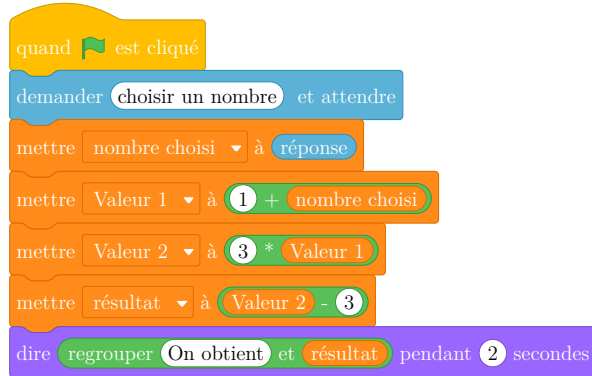 quand est cliqué
demander choisir un nombre et attendre
mettre nombre choisi à réponse
mettre Valeur 1 à 1 + nombre choisi
mettre Valeur 2 à 3 * Valeur 1
mettre résultat à Valeur 2 - 3
dire regrouper On obtient et résultat pendant 2 secondes